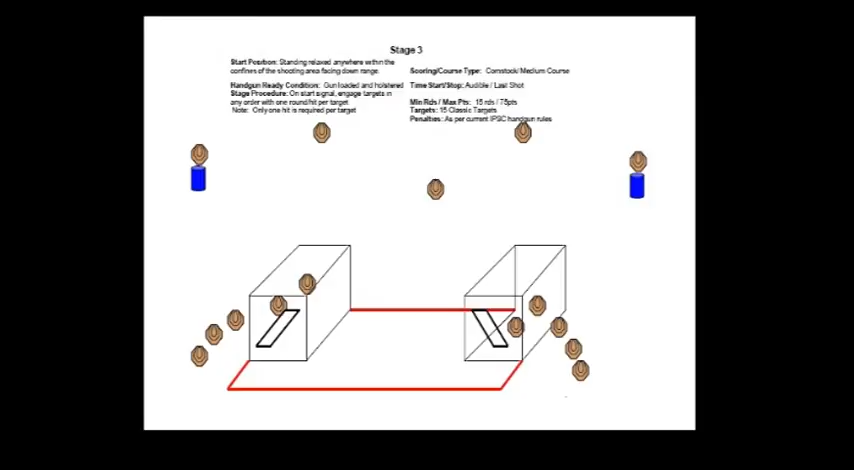 Stage 3
Start Position: Standing relaxed anywhere within the
confines of the shooting area facing down range.
Handgun Ready Condition: Gun loaded and holstered
Stage Procedure: On start signal, engage targets in
any order with one round/hit per target
Note: Only one hit is required per target
Scoring/Course Type: Comstock/ Medium Course
Time Start/Stop: Audible / Last Shot
Min Rds / Max Pts: 15 rds / 75pts
Targets: 15 Classic Targets
Penalties: As per current IPSC handgun rules